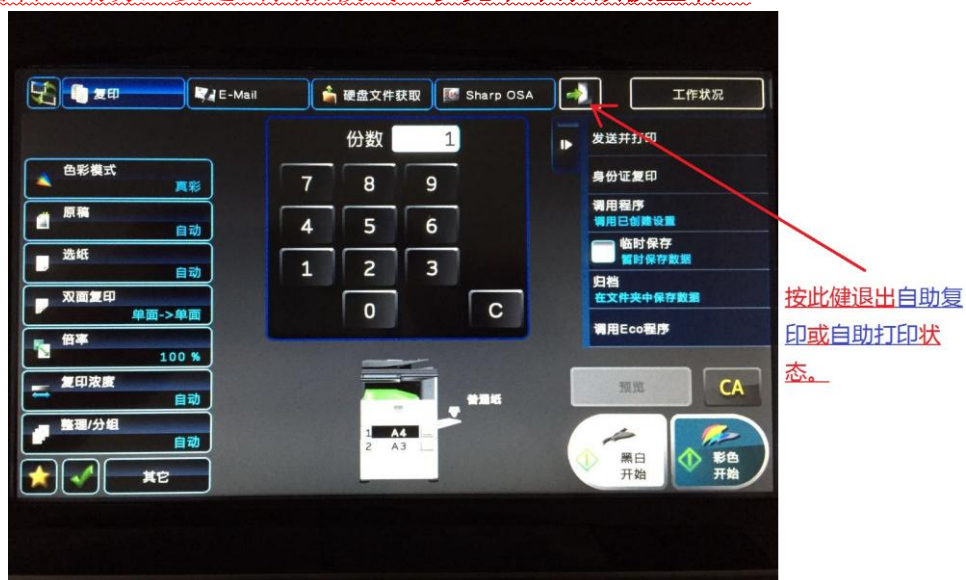 复印
E-Mail
硬盘文件获取
Sharp OSA
工作状况
份数 1
7 8 9
4 5 6
1 2 3
0 C
色彩模式
真彩
原稿
自动
选纸
自动
双面复印
单面->单面
倍率
100 %
复印浓度
自动
整理/分组
自动
其它
普通纸
1 A4
2 A3
发送并打印
身份证复印
调用程序
调用已创建设置
临时保存
暂时保存数据
归档
在文件夹中保存数据
调用Eco程序
预览
CA
黑白
开始
彩色
开始
按此健退出自助复
印或自助打印状
态。